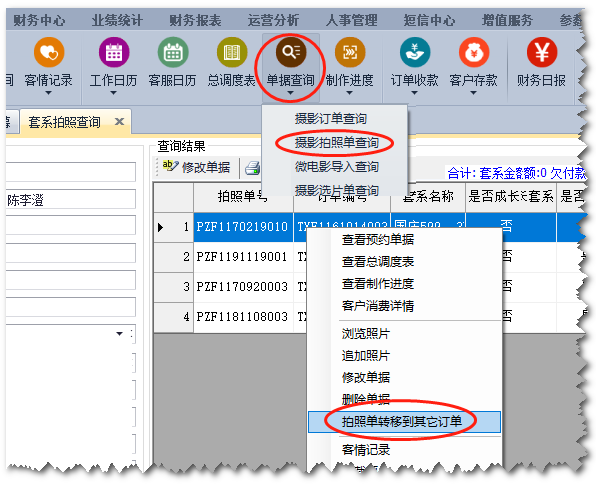 财务中心 业绩统计 财务报表 运营分析 人事管理 短信中心 增值服务 参数
客情记录 工作日历 客服日历 总调度表 单据查询 制作进度 订单收款 客户存款 财务日报
摄影订单查询
摄影拍照单查询
微电影导入查询
摄影选片单查询
套系拍照查询 ×
查询结果
修改单据
合计: 套系金额:0 欠付款
陈李澄
拍照单号 订单编号 套系名称 是否成长套系 是否
1 PZF1170219010 TXF1161014003 国庆599 否
2 PZF1191119001 否
3 PZF1170920003 否
4 PZF1181108003 否
查看预约单据
查看总调度表
查看制作进度
客户消费详情
浏览照片
追加照片
修改单据
删除单据
拍照单转移到其它订单
客情记录